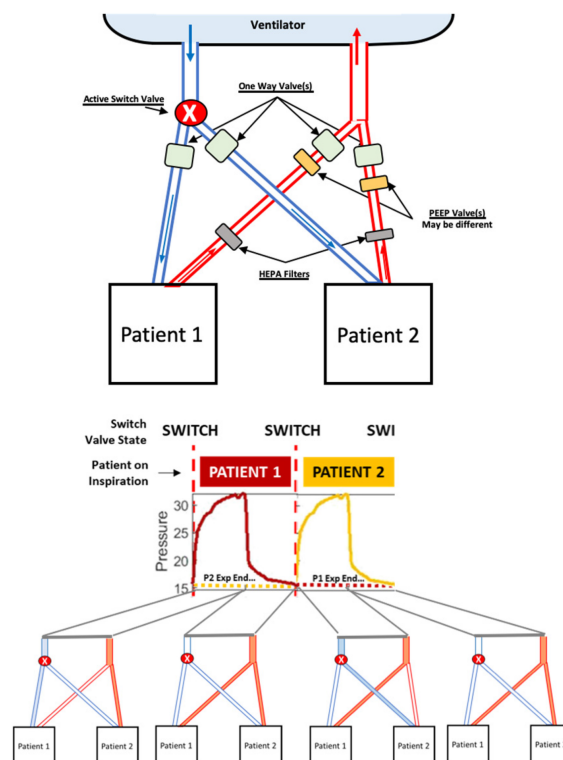 Ventilator
Active Switch Valve
One Way Valve(s)
X
PEEP Valve(s)
May be different
HEPA Filters
Patient 1
Patient 2
Switch
Valve State
SWITCH
SWITCH
SWI
Patient on
Inspiration
PATIENT 1
PATIENT 2
Pressure
30
25
20
15
P2 Exp End...
P1 Exp End...
X
X
X
X
Patient 1
Patient 2
Patient 1
Patient 2
Patient 1
Patient 2
Patient 1
Patient